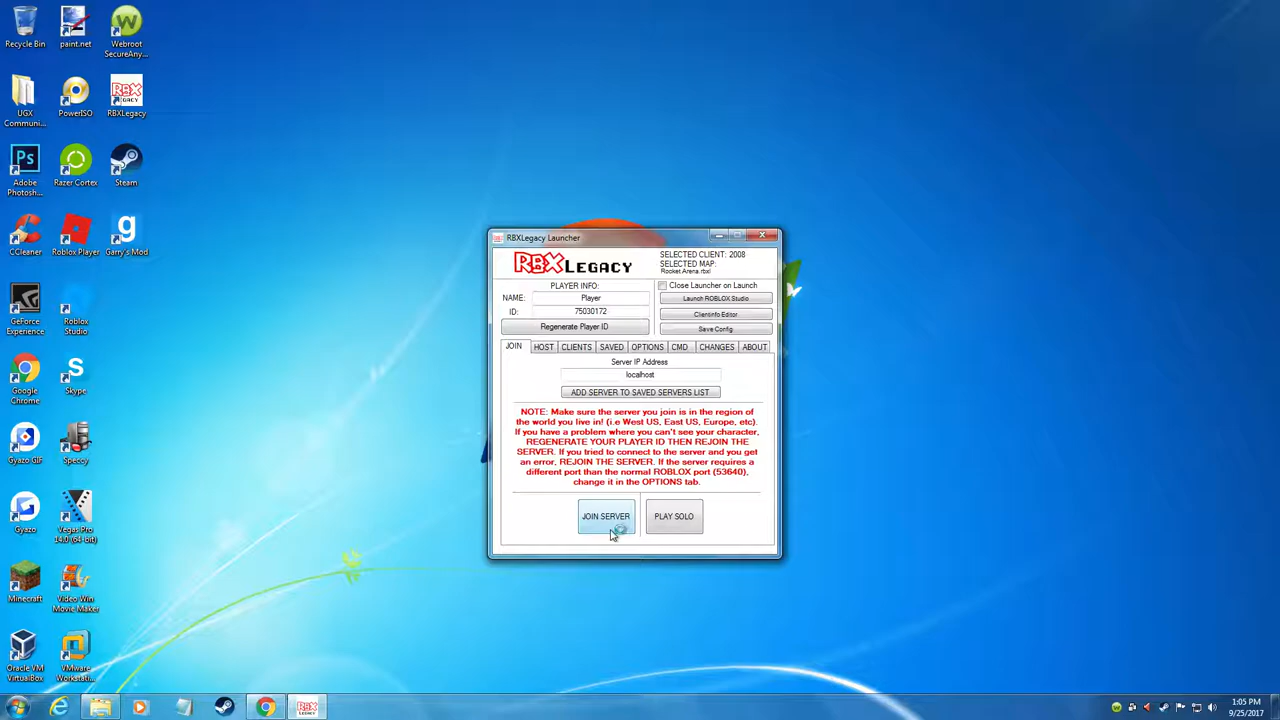 Recycle Bin
paint.net
Webroot
SecureAny...
UGX
Communi...
PowerISO
RBX
LEGACY
RBXLegacy
Ps
Adobe
Photosh...
Razer Cortex
Steam
CCleaner
Roblox Player
g
Garry's Mod
GeForce
Experience
Roblox
Studio
Google
Chrome
Skype
Gyazo GIF
Speccy
Gyazo
Vegas Pro
14.0 (64-bit)
Minecraft
Video Win
Movie Maker
Oracle VM
VirtualBox
VMware
Workstati...
RBXLegacy Launcher
RBXLEGACY
SELECTED CLIENT: 2008
SELECTED MAP:
Rocket Arena.rbxl
PLAYER INFO:
Close Launcher on Launch
NAME: Player
Launch ROBLOX Studio
ID: 75030172
Clientinfo Editor
Regenerate Player ID
Save Config
JOIN HOST CLIENTS SAVED OPTIONS CMD CHANGES ABOUT
Server IP Address
localhost
ADD SERVER TO SAVED SERVERS LIST
NOTE: Make sure the server you join is in the region of
the world you live in! (i.e West US, East US, Europe, etc).
If you have a problem where you can't see your character,
REGENERATE YOUR PLAYER ID THEN REJOIN THE
SERVER. If you tried to connect to the server and you get
an error, REJOIN THE SERVER. If the server requires a
different port than the normal ROBLOX port (53640),
change it in the OPTIONS tab.
JOIN SERVER PLAY SOLO
RBX
LEGACY
1:05 PM
9/25/2017